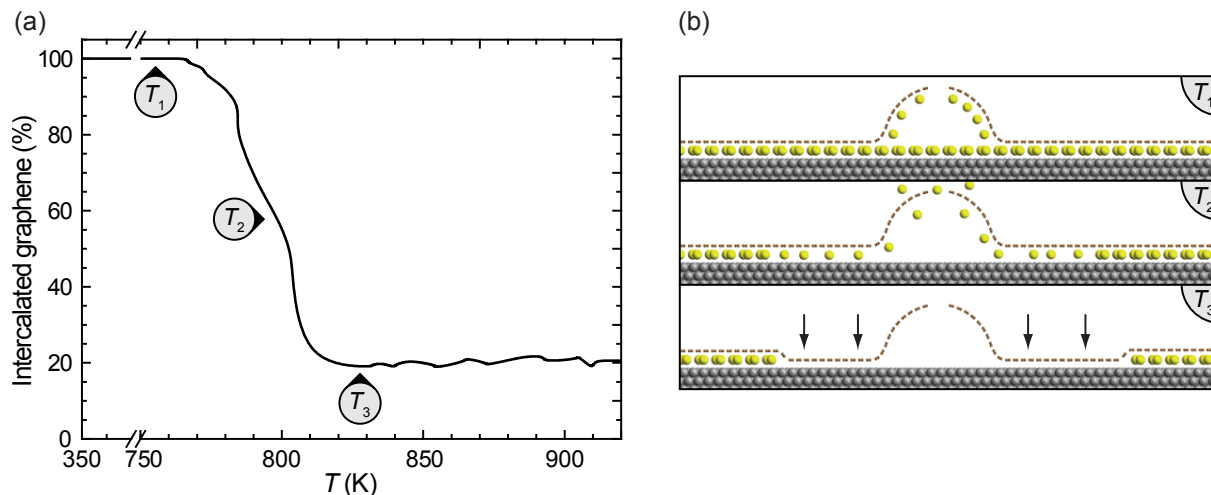 (a)
Intercalated graphene (%)
100
80
60
40
20
0
T1
T2
T3
350 750 800 850 900
T (K)
(b)
T1
T2
T3